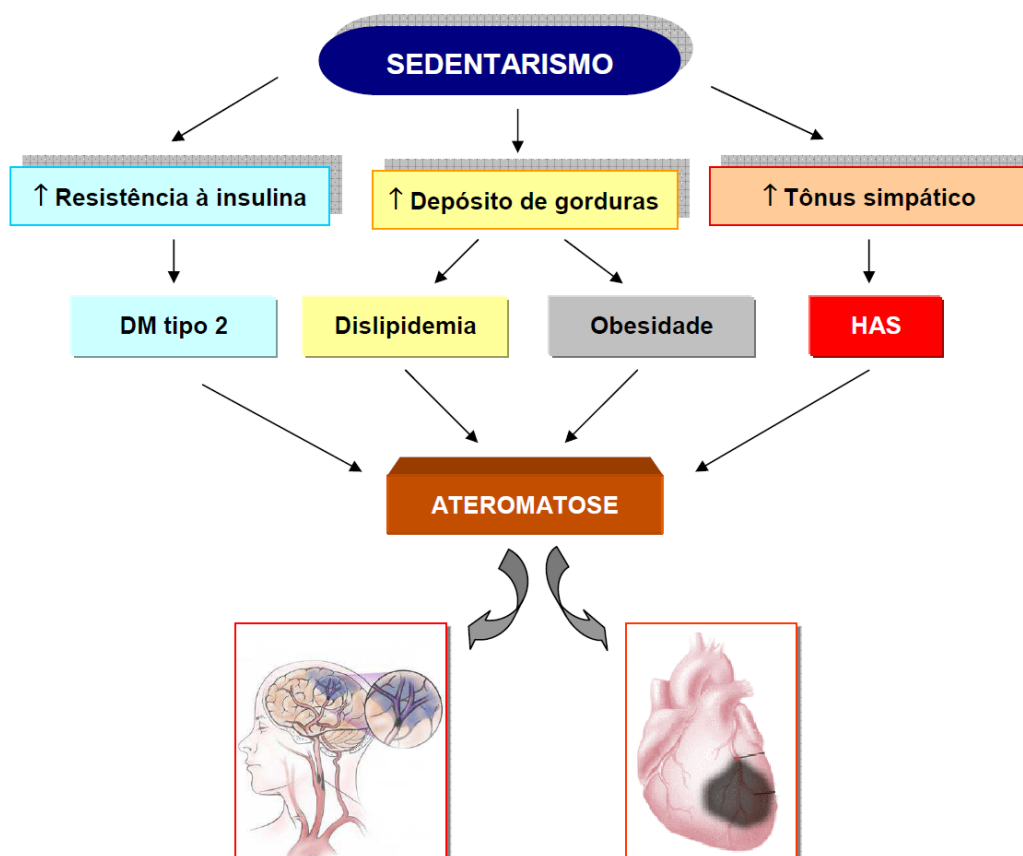 SEDENTARISMO
↑ Resistência à insulina
↑ Depósito de gorduras
↑ Tônus simpático
DM tipo 2
Dislipidemia
Obesidade
HAS
ATEROMATOSE